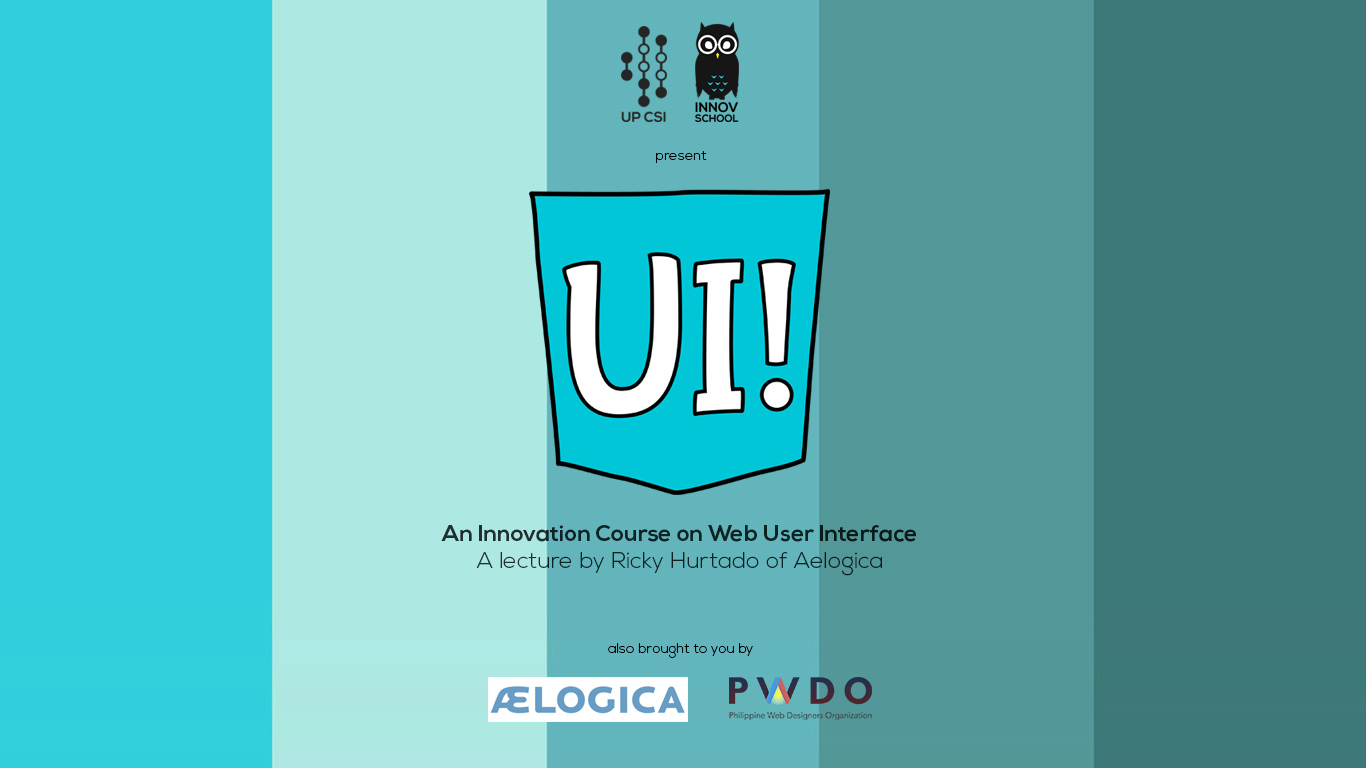 UP CSI
INNOV
SCHOOL
present
UI!
An Innovation Course on Web User Interface
A lecture by Ricky Hurtado of Aelogica
also brought to you by
ÆLOGICA
PWDO
Philippine Web Designers Organization